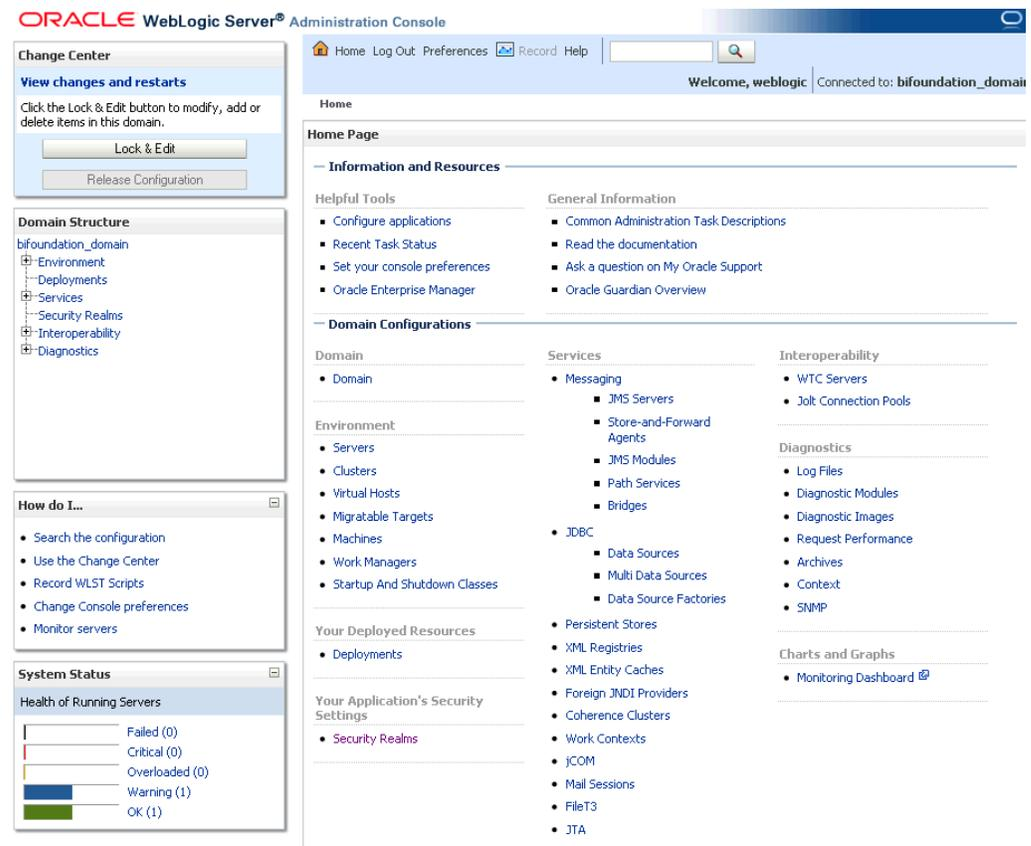 ORACLE WebLogic Server® Administration Console
Change Center
View changes and restarts
Click the Lock & Edit button to modify, add or
delete items in this domain.
Lock & Edit
Release Configuration
Domain Structure
bifoundation_domain
Environment
Deployments
Services
Security Realms
Interoperability
Diagnostics
How do I...
Search the configuration
Use the Change Center
Record WLST Scripts
Change Console preferences
Monitor servers
System Status
Health of Running Servers
Failed (0)
Critical (0)
Overloaded (0)
Warning (1)
OK (1)
Home Log Out Preferences Record Help
Welcome, weblogic Connected to: bifoundation_domain
Home
Home Page
Information and Resources
Helpful Tools
Configure applications
Recent Task Status
Set your console preferences
Oracle Enterprise Manager
General Information
Common Administration Task Descriptions
Read the documentation
Ask a question on My Oracle Support
Oracle Guardian Overview
Domain Configurations
Domain
Domain
Environment
Servers
Clusters
Virtual Hosts
Migratable Targets
Machines
Work Managers
Startup And Shutdown Classes
Your Deployed Resources
Deployments
Your Application's Security
Settings
Security Realms
Services
Messaging
JMS Servers
Store-and-Forward
Agents
JMS Modules
Path Services
Bridges
JDBC
Data Sources
Multi Data Sources
Data Source Factories
Persistent Stores
XML Registries
XML Entity Caches
Foreign JNDI Providers
Coherence Clusters
Work Contexts
jCOM
Mail Sessions
FileT3
JTA
Interoperability
WTC Servers
Jolt Connection Pools
Diagnostics
Log Files
Diagnostic Modules
Diagnostic Images
Request Performance
Archives
Context
SNMP
Charts and Graphs
Monitoring Dashboard